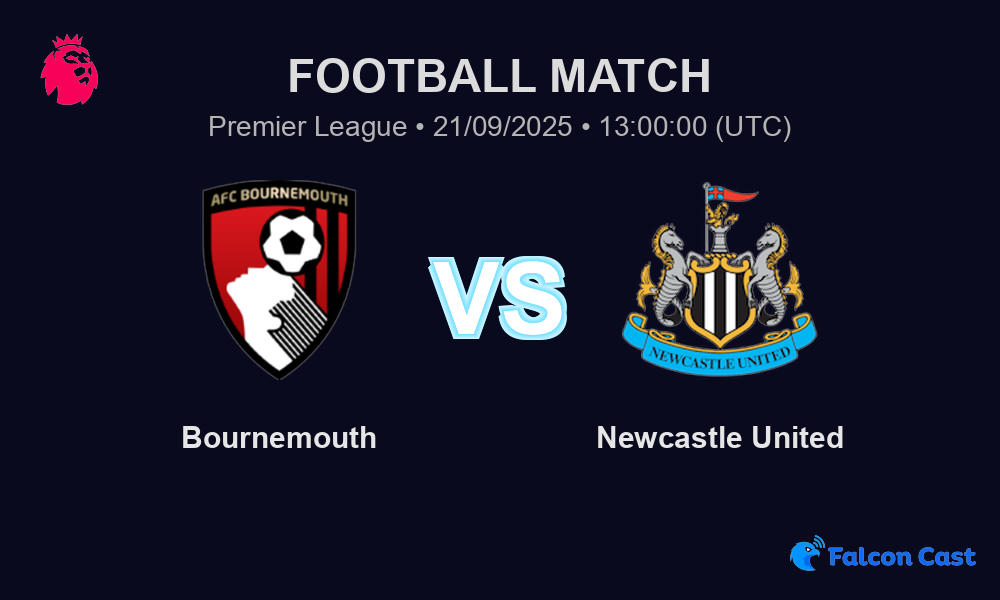 FOOTBALL MATCH
Premier League • 21/09/2025 • 13:00:00 (UTC)
AFC BOURNEMOUTH
VS
NEWCASTLE UNITED
Bournemouth
Newcastle United
Falcon Cast